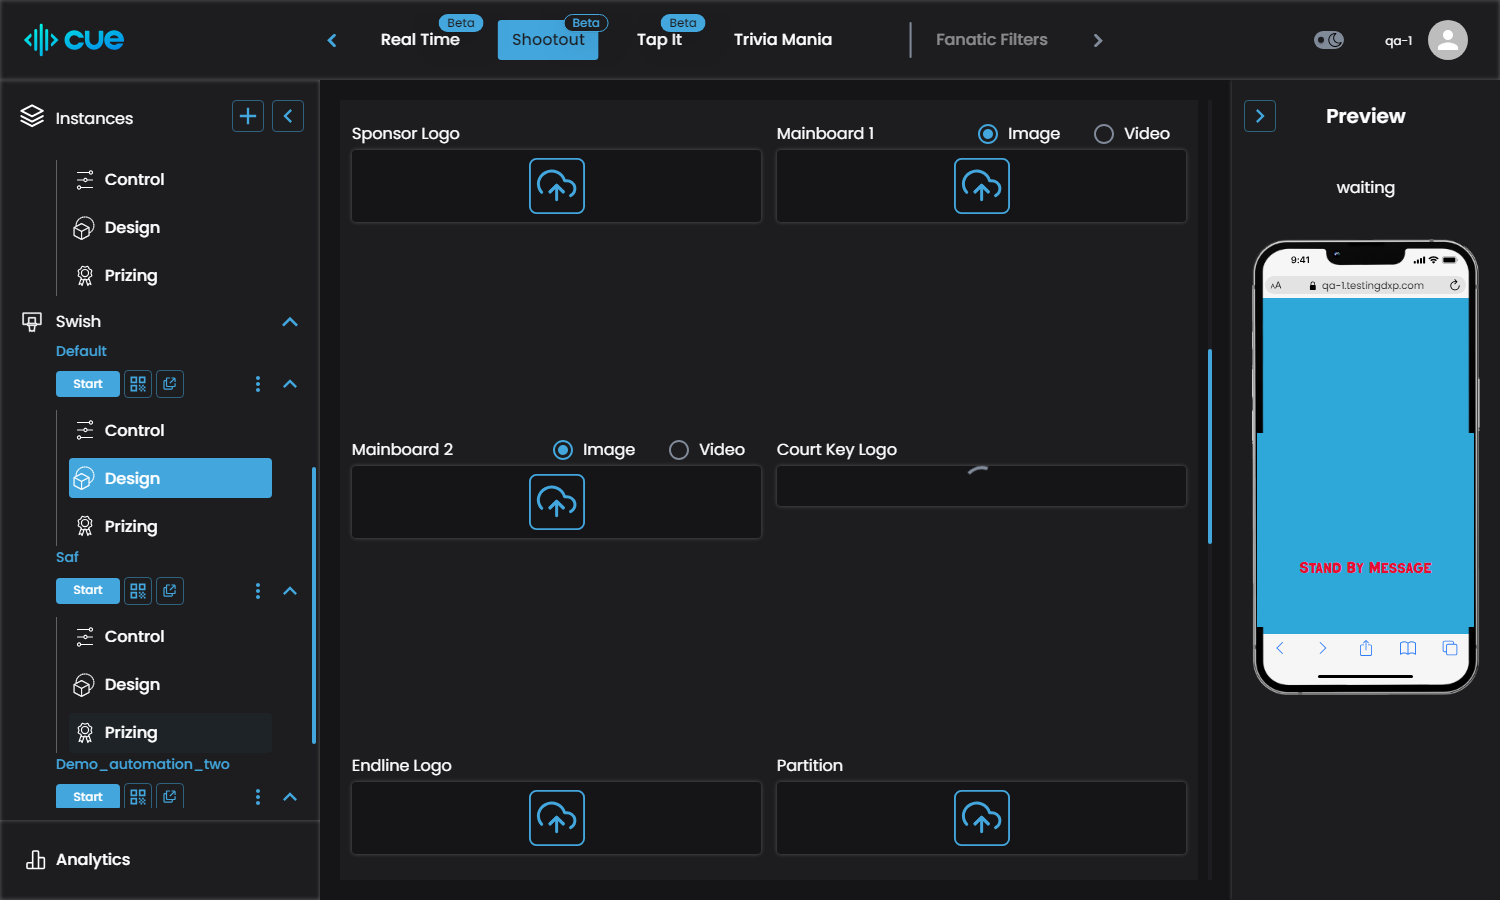 cue
Real Time
Beta
Shootout
Beta
Tap It
Beta
Trivia Mania
Fanatic Filters
qa-1
Instances
Control
Design
Prizing
Swish
Default
Start
Control
Design
Prizing
Saf
Start
Control
Design
Prizing
Demo_automation_two
Start
Analytics
Sponsor Logo
Mainboard 1
Image
Video
Mainboard 2
Image
Video
Court Key Logo
Endline Logo
Partition
Preview
waiting
9:41
AA
qa-1.testingdxp.com
Stand By Message